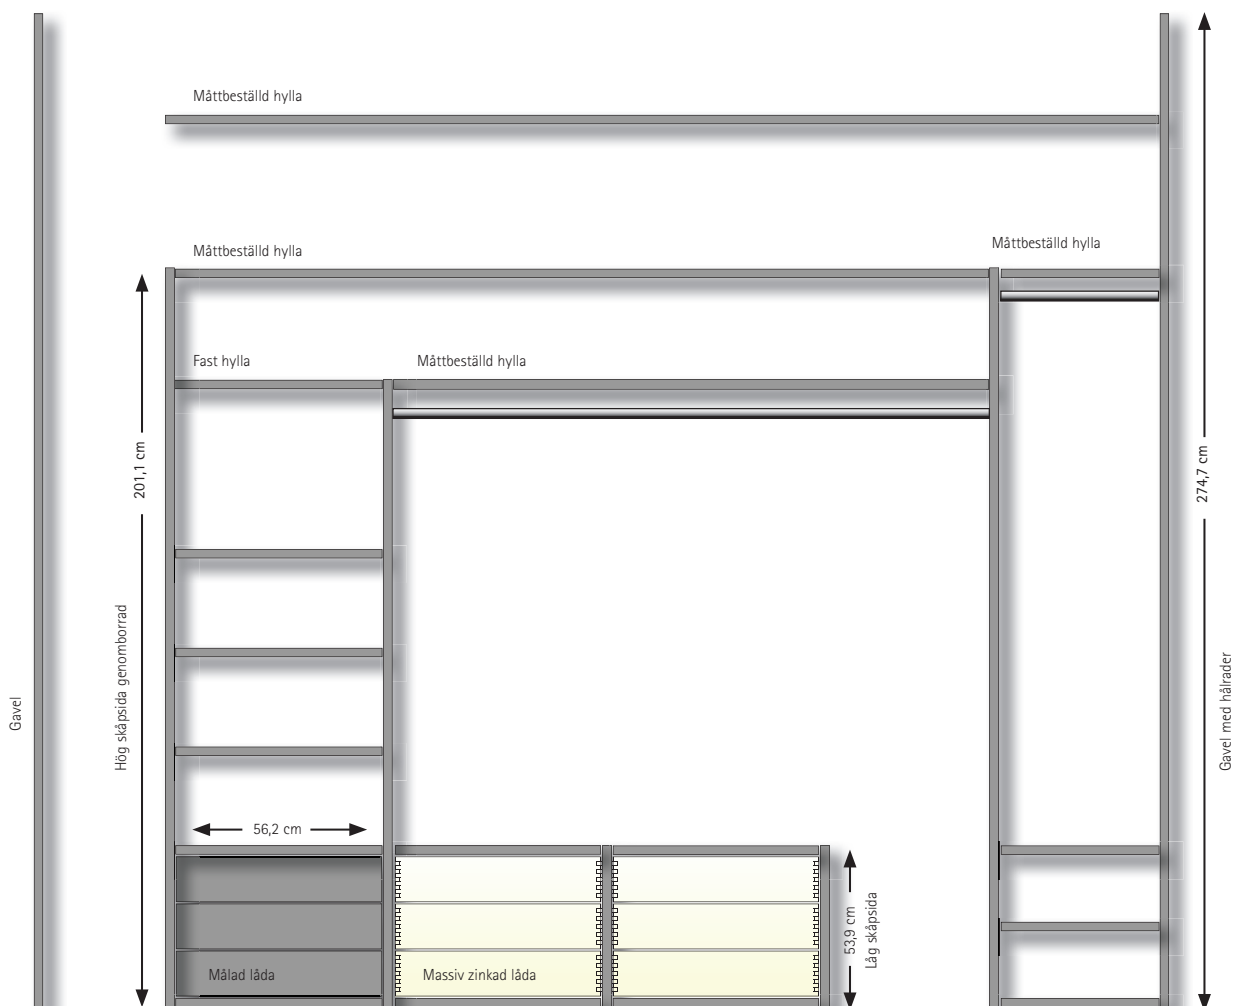 Måttbeställd hylla
Måttbeställd hylla
Måttbeställd hylla
Fast hylla
Måttbeställd hylla
201,1 cm
274,7 cm
Hög skåpsida genomborrad
Gavel
Gavel med hålrader
56,2 cm
53,9 cm
Låg skåpsida
Målad låda
Massiv zinkad låda